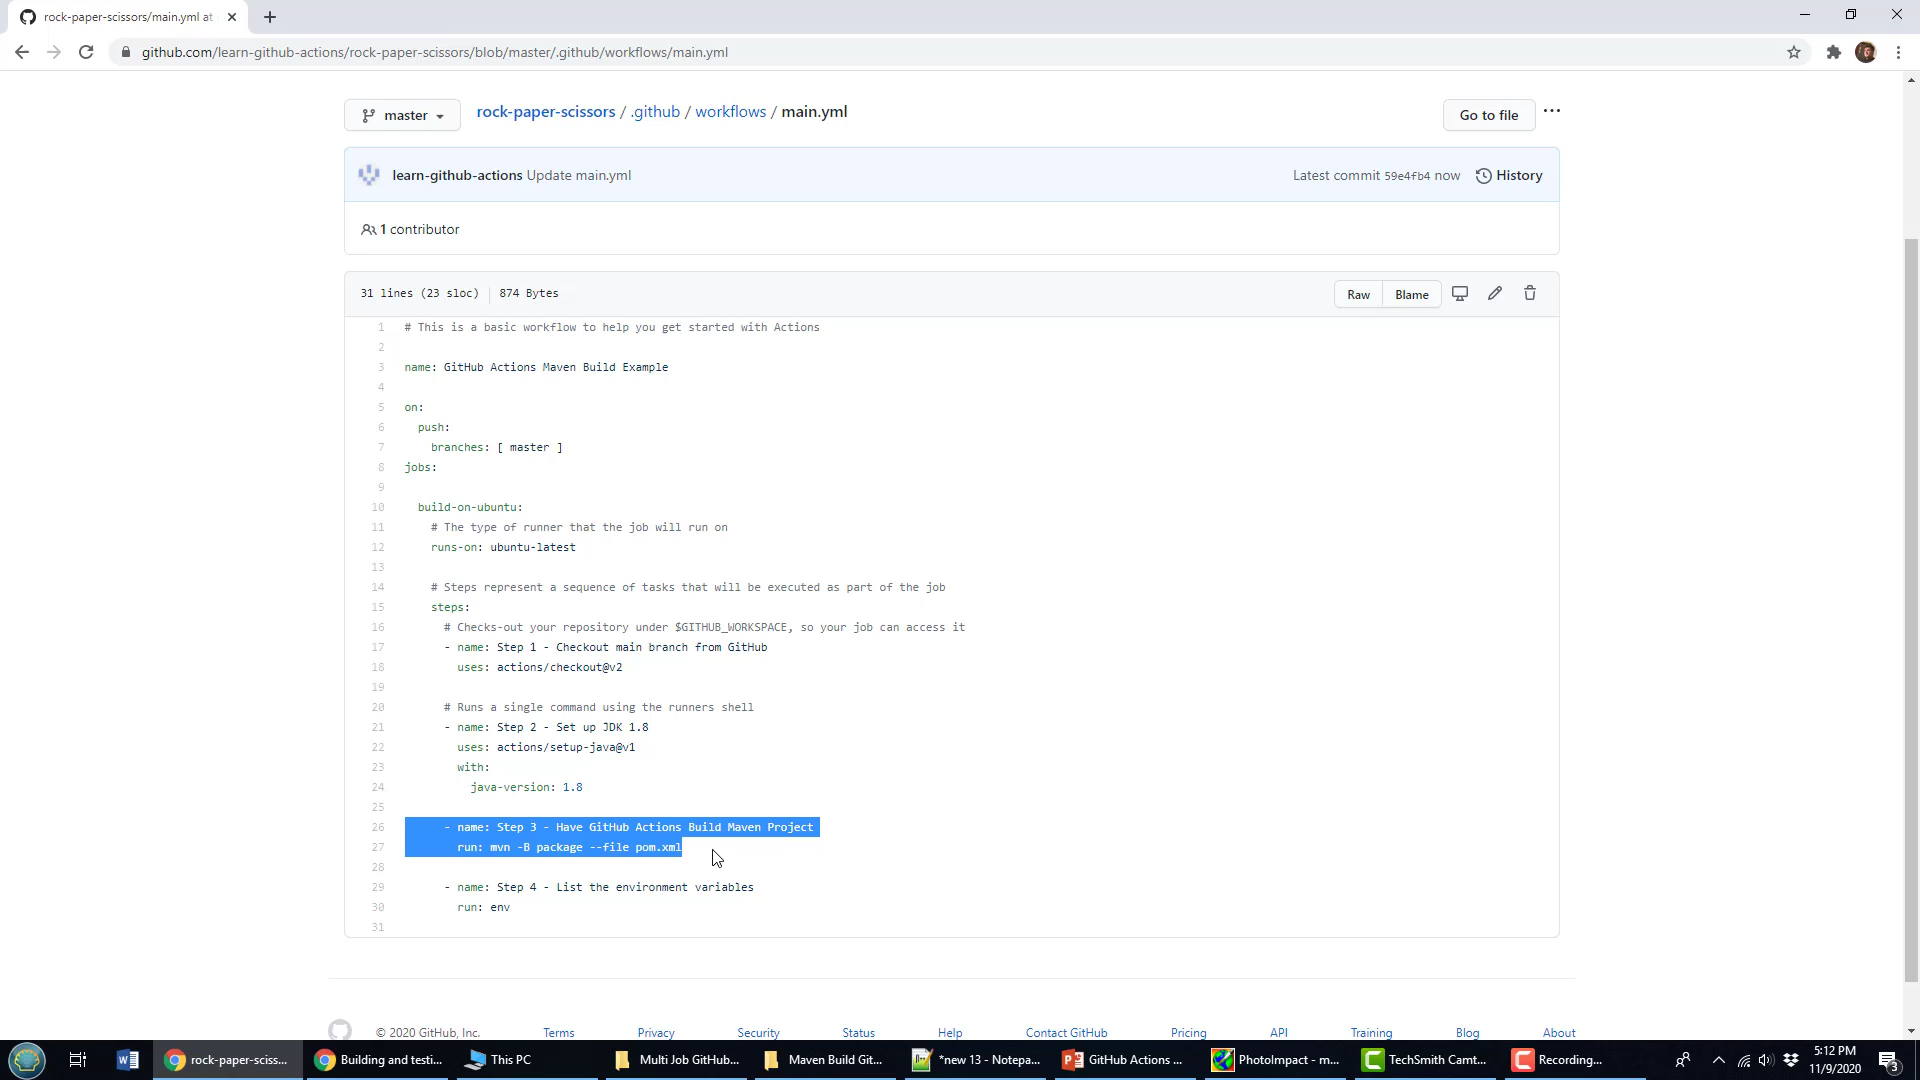 rock-paper-scissors/main.yml at
github.com/learn-github-actions/rock-paper-scissors/blob/master/.github/workflows/main.yml
master
rock-paper-scissors / .github / workflows / main.yml
Go to file
learn-github-actions Update main.yml
Latest commit 59e4fb4 now
History
1 contributor
31 lines (23 sloc) 874 Bytes
Raw
Blame
1 # This is a basic workflow to help you get started with Actions
2
3 name: GitHub Actions Maven Build Example
4
5 on:
6 push:
7 branches: [ master ]
8 jobs:
9
10 build-on-ubuntu:
11 # The type of runner that the job will run on
12 runs-on: ubuntu-latest
13
14 # Steps represent a sequence of tasks that will be executed as part of the job
15 steps:
16 # Checks-out your repository under $GITHUB_WORKSPACE, so your job can access it
17 - name: Step 1 - Checkout main branch from GitHub
18 uses: actions/checkout@v2
19
20 # Runs a single command using the runners shell
21 - name: Step 2 - Set up JDK 1.8
22 uses: actions/setup-java@v1
23 with:
24 java-version: 1.8
25
26 - name: Step 3 - Have GitHub Actions Build Maven Project
27 run: mvn -B package --file pom.xml
28
29 - name: Step 4 - List the environment variables
30 run: env
31
© 2020 GitHub, Inc. Terms Privacy Security Status Help Contact GitHub Pricing API Training Blog About
rock-paper-sciss...
Building and testi...
This PC
Multi Job GitHub...
Maven Build Git...
*new 13 - Notepa...
GitHub Actions ...
PhotoImpact - m...
TechSmith Camt...
Recording...
5:12 PM
11/9/2020
3